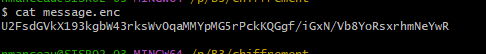 $ cat message.enc
U2FsdGVkX193kgbW43rksWvOqaMMYpMG5rPckKQGgf/iGxN/Vb8YoRsxrhmNeYwR